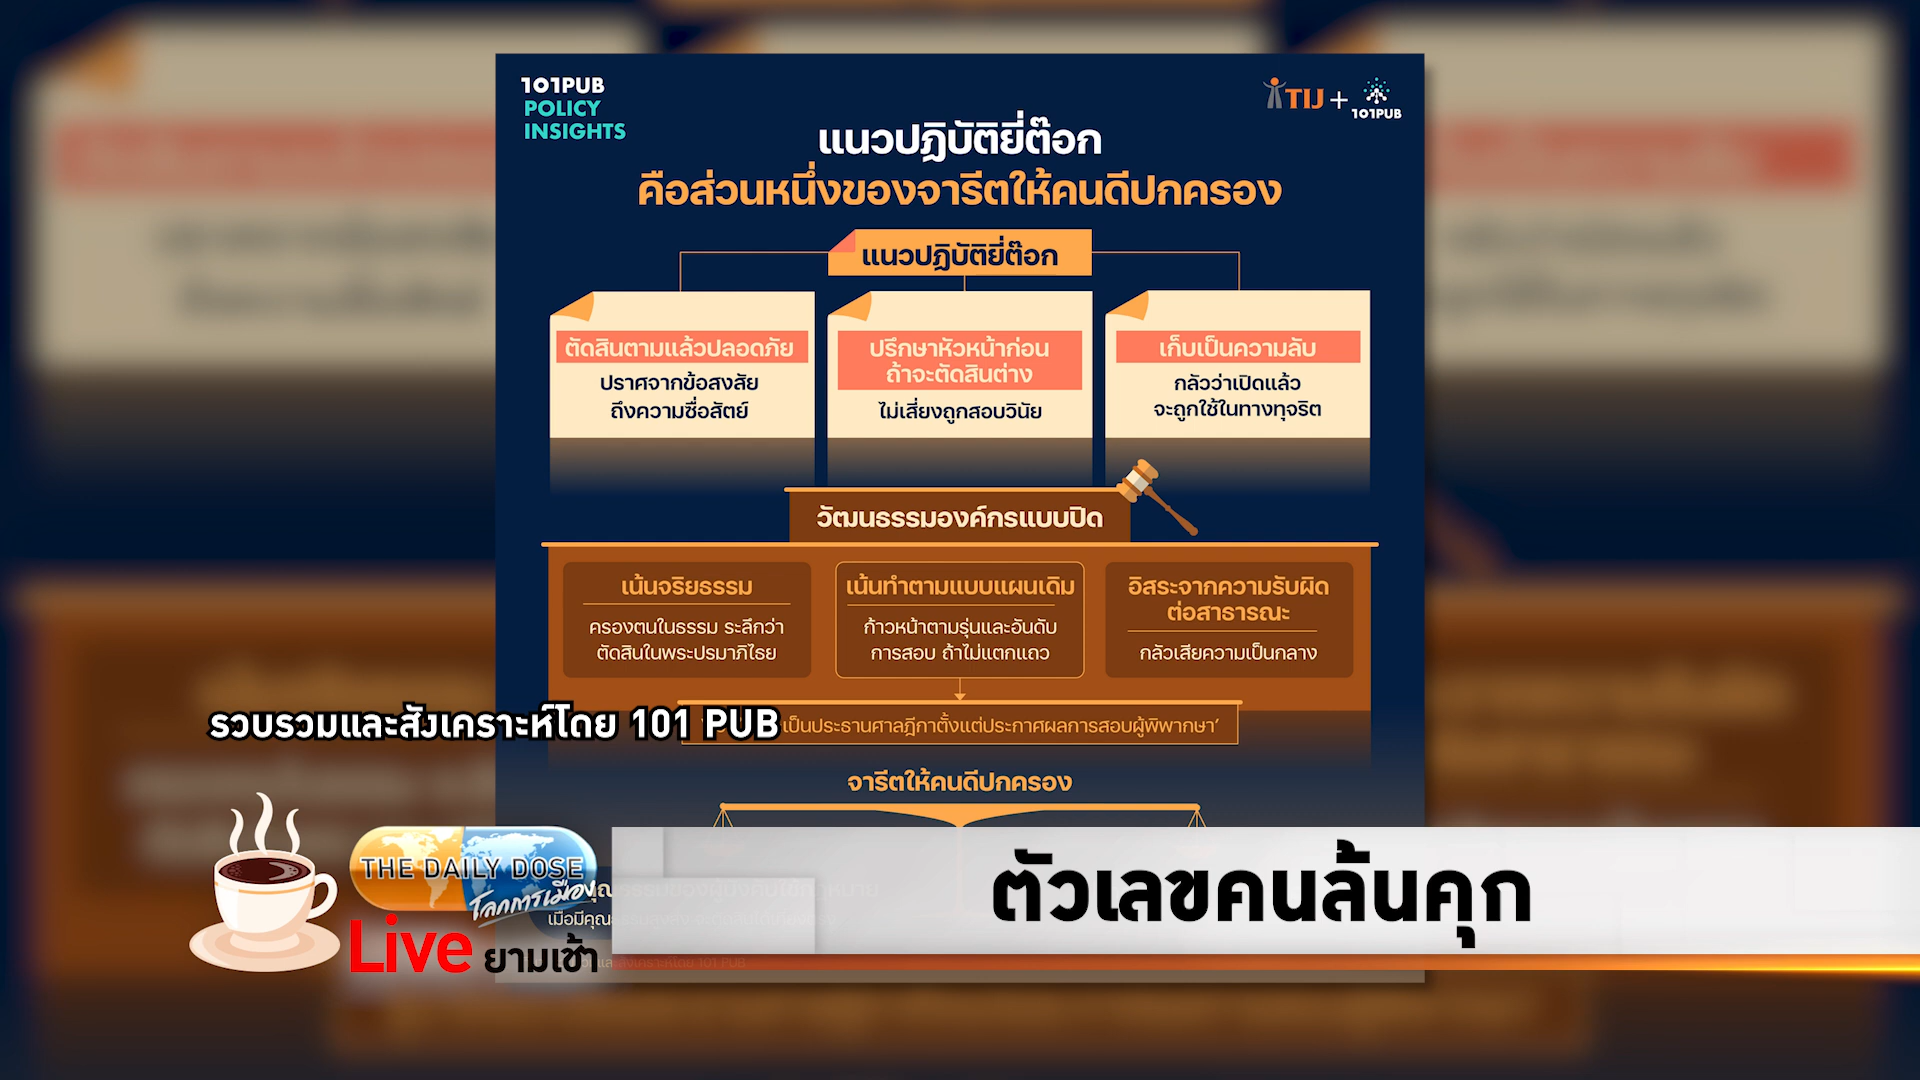 101PUB
POLICY
INSIGHTS
TIJ + 101PUB
แนวปฏิบัติยี่ต๊อก
คือส่วนหนึ่งของจารีตให้คนดีปกครอง
แนวปฏิบัติยี่ต๊อก
ตัดสินตามแล้วปลอดภัย
ปราศจากข้อสงสัย
ถึงความซื่อสัตย์
ปรึกษาหัวหน้าก่อน
ถ้าจะตัดสินต่าง
ไม่เสี่ยงถูกสอบวินัย
เก็บเป็นความลับ
กลัวว่าเปิดแล้ว
จะถูกใช้ในทางทุจริต
วัฒนธรรมองค์กรแบบปิด
เน้นจริยธรรม
ครองตนในธรรม ระลึกว่า
ตัดสินในพระปรมาภิไธย
เน้นทำตามแบบแผนเดิม
ก้าวหน้าตามรุ่นและอันดับ
การสอบ ถ้าไม่แตกแถว
อิสระจากความรับผิด
ต่อสาธารณะ
กลัวเสียความเป็นกลาง
รวบรวมและสังเคราะห์โดย 101 PUB
เป็นประธานศาลฎีกาตั้งแต่ประกาศผลการสอบผู้พิพากษา’
จารีตให้คนดีปกครอง
THE DAILY DOSE
โลกการเมือง
Live ยามเช้า
ตัวเลขคนล้นคุก